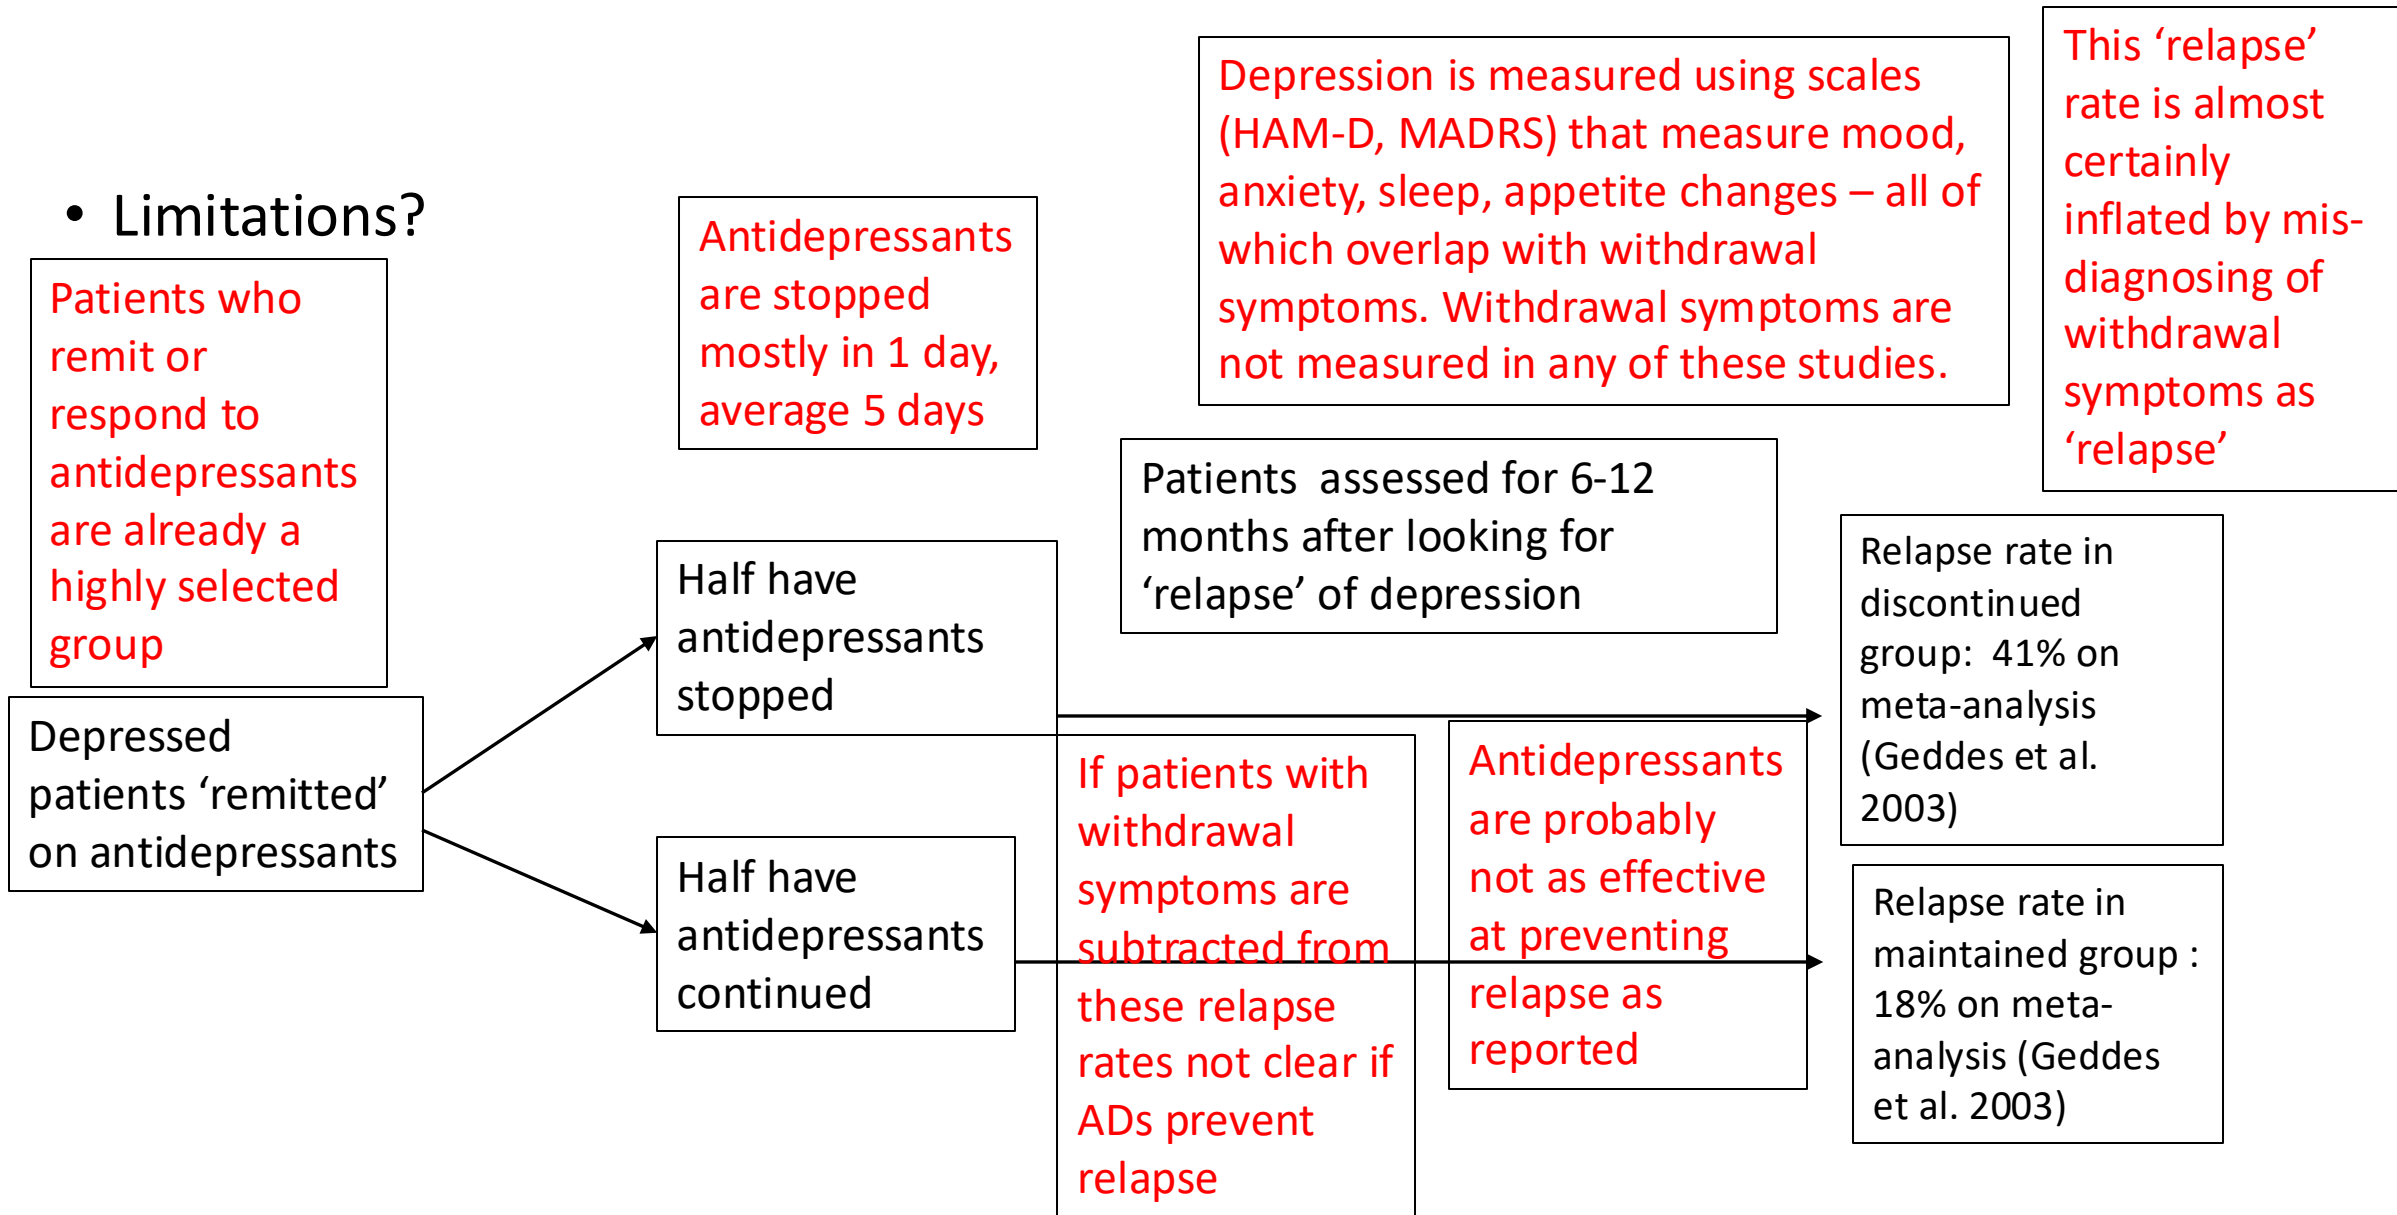 • Limitations?
Patients who
remit or
respond to
antidepressants
are already a
highly selected
group
Depressed
patients ‘remitted’
on antidepressants
Antidepressants
are stopped
mostly in 1 day,
average 5 days
Half have
antidepressants
stopped
Half have
antidepressants
continued
Depression is measured using scales
(HAM-D, MADRS) that measure mood,
anxiety, sleep, appetite changes – all of
which overlap with withdrawal
symptoms. Withdrawal symptoms are
not measured in any of these studies.
Patients  assessed for 6-12
months after looking for
‘relapse’ of depression
If patients with
withdrawal
symptoms are
subtracted from
these relapse
rates not clear if
ADs prevent
relapse
Antidepressants
are probably
not as effective
at preventing
relapse as
reported
This ‘relapse’
rate is almost
certainly
inflated by mis-
diagnosing of
withdrawal
symptoms as
‘relapse’
Relapse rate in
discontinued
group:  41% on
meta-analysis
(Geddes et al.
2003)
Relapse rate in
maintained group :
18% on meta-
analysis (Geddes
et al. 2003)